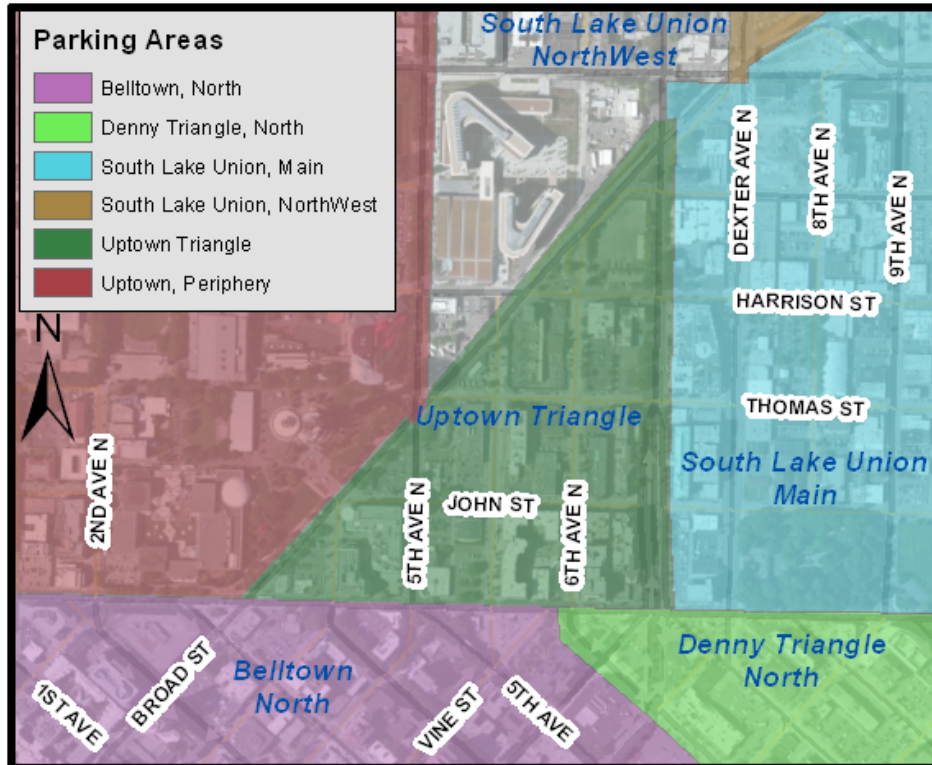 Parking Areas
Belltown, North
Denny Triangle, North
South Lake Union, Main
South Lake Union, NorthWest
Uptown Triangle
Uptown, Periphery
N
South Lake Union
NorthWest
DEXTER AVE N
8TH AVE N
9TH AVE N
HARRISON ST
THOMAS ST
Uptown Triangle
South Lake Union
Main
2ND AVE N
5TH AVE N
JOHN ST
6TH AVE N
Belltown
North
Denny Triangle
North
1ST AVE
BROAD ST
VINE ST
5TH AVE